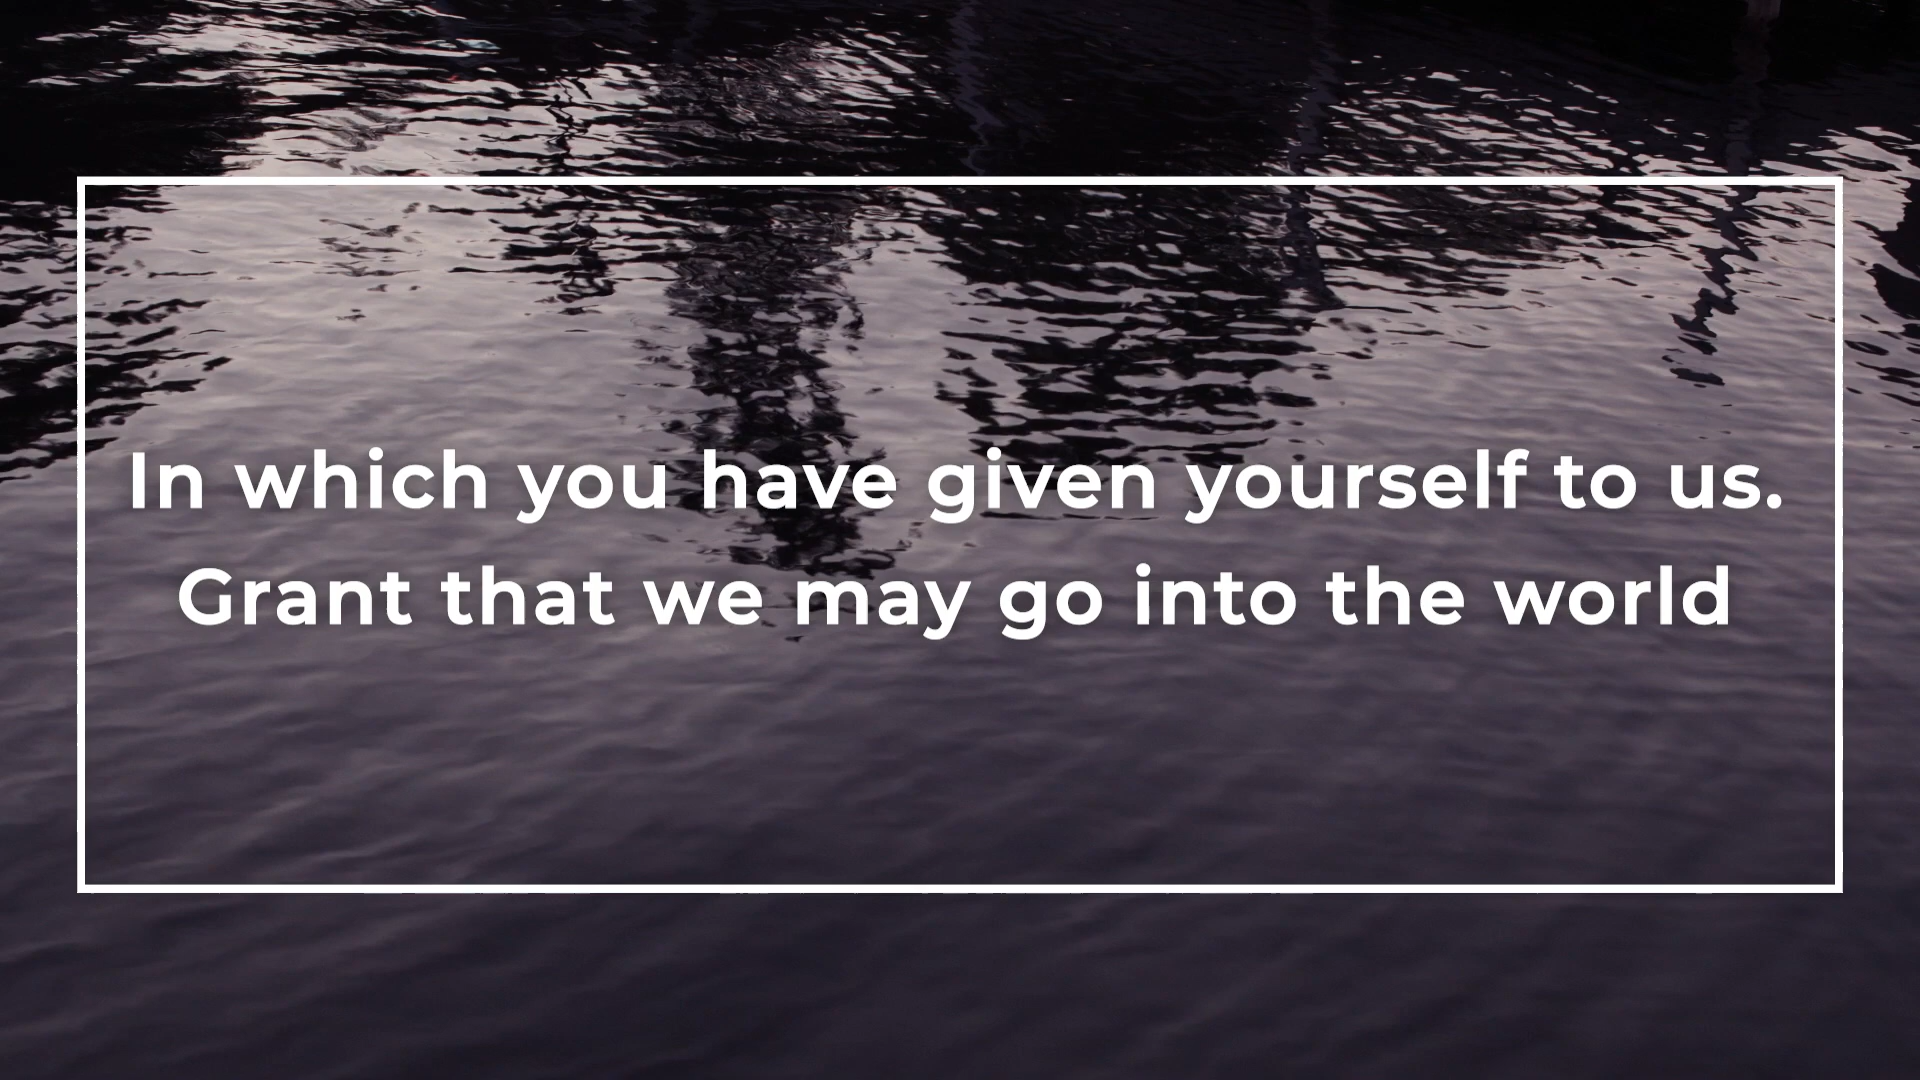 In which you have given yourself to us.
Grant that we may go into the world